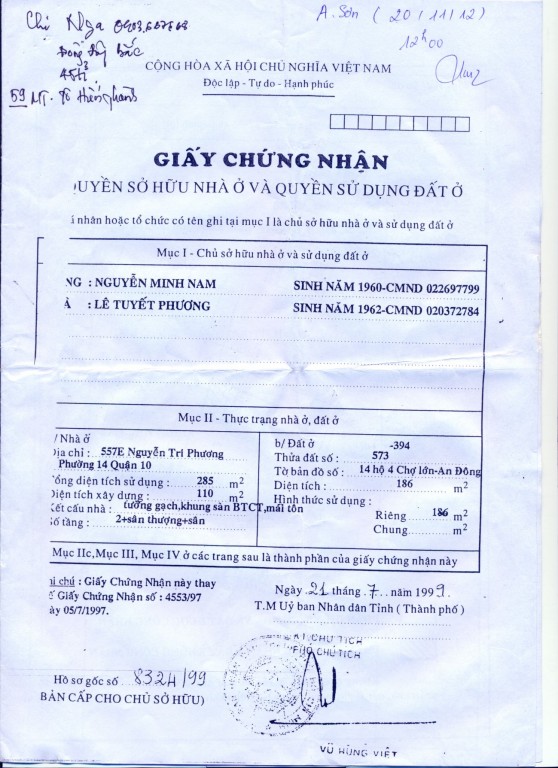 Chị Nga
A. Sơn ( 20/11/12)
12h00
59 MT. Tô Hiến Thành
CỘNG HÒA XÃ HỘI CHỦ NGHĨA VIỆT NAM
Độc lập - Tự do - Hạnh phúc
GIẤY CHỨNG NHẬN
QUYỀN SỞ HỮU NHÀ Ở VÀ QUYỀN SỬ DỤNG ĐẤT Ở
nhân hoặc tổ chức có tên ghi tại mục I là chủ sở hữu nhà ở và sử dụng đất ở
Mục I - Chủ sở hữu nhà ở và sử dụng đất ở
NG : NGUYỄN MINH NAM SINH NĂM 1960-CMND 022697799
À : LÊ TUYẾT PHƯƠNG SINH NĂM 1962-CMND 020372784
Mục II - Thực trạng nhà ở, đất ở
/ Nhà ở
ịa chỉ : 557E Nguyễn Tri Phương
Phường 14 Quận 10
ổng diện tích sử dụng : 285 m2
Diện tích xây dựng : 110 m2
Kết cấu nhà : tường gạch,khung sàn BTCT,mái tôn
Số tầng : 2+sân thượng+sân
b/ Đất ở -394
Thửa đất số : 573
Tờ bản đồ số : 14 hộ 4 Chợ lớn-An Đông
Diện tích : 186 m2
Hình thức sử dụng :
Riêng 186 m2
Chung m2
Mục IIc,Mục III, Mục IV ở các trang sau là thành phần của giấy chứng nhận này
hi chú : Giấy Chứng Nhận này thay
ế Giấy Chứng Nhận số : 4553/97
gày 05/7/1997.
Ngày 21 tháng 7 năm 1999.
T.M Uỷ ban Nhân dân Tỉnh ( Thành phố )
KT.CHỦ TỊCH
PHÓ CHỦ TỊCH
Hồ sơ gốc số 8324/99
BẢN CẤP CHO CHỦ SỞ HỮU)
VŨ HÙNG VIỆT